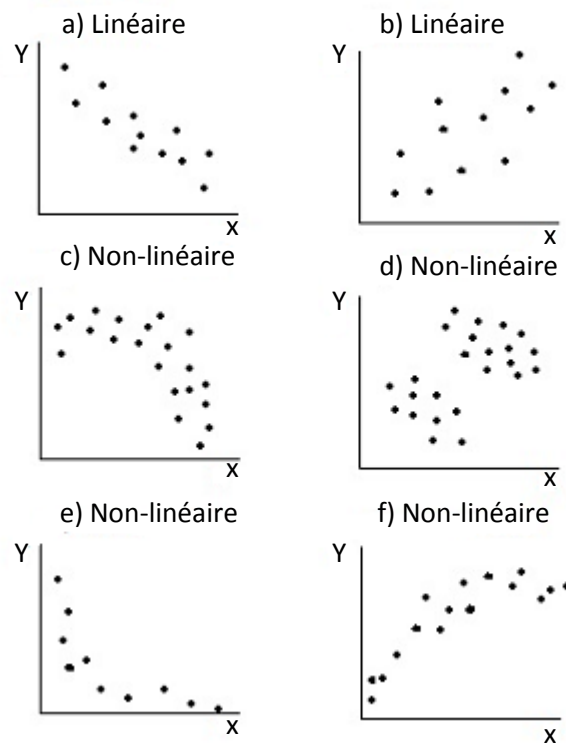 a) Linéaire
Y
X
b) Linéaire
Y
X
c) Non-linéaire
Y
X
d) Non-linéaire
Y
X
e) Non-linéaire
Y
X
f) Non-linéaire
Y
X